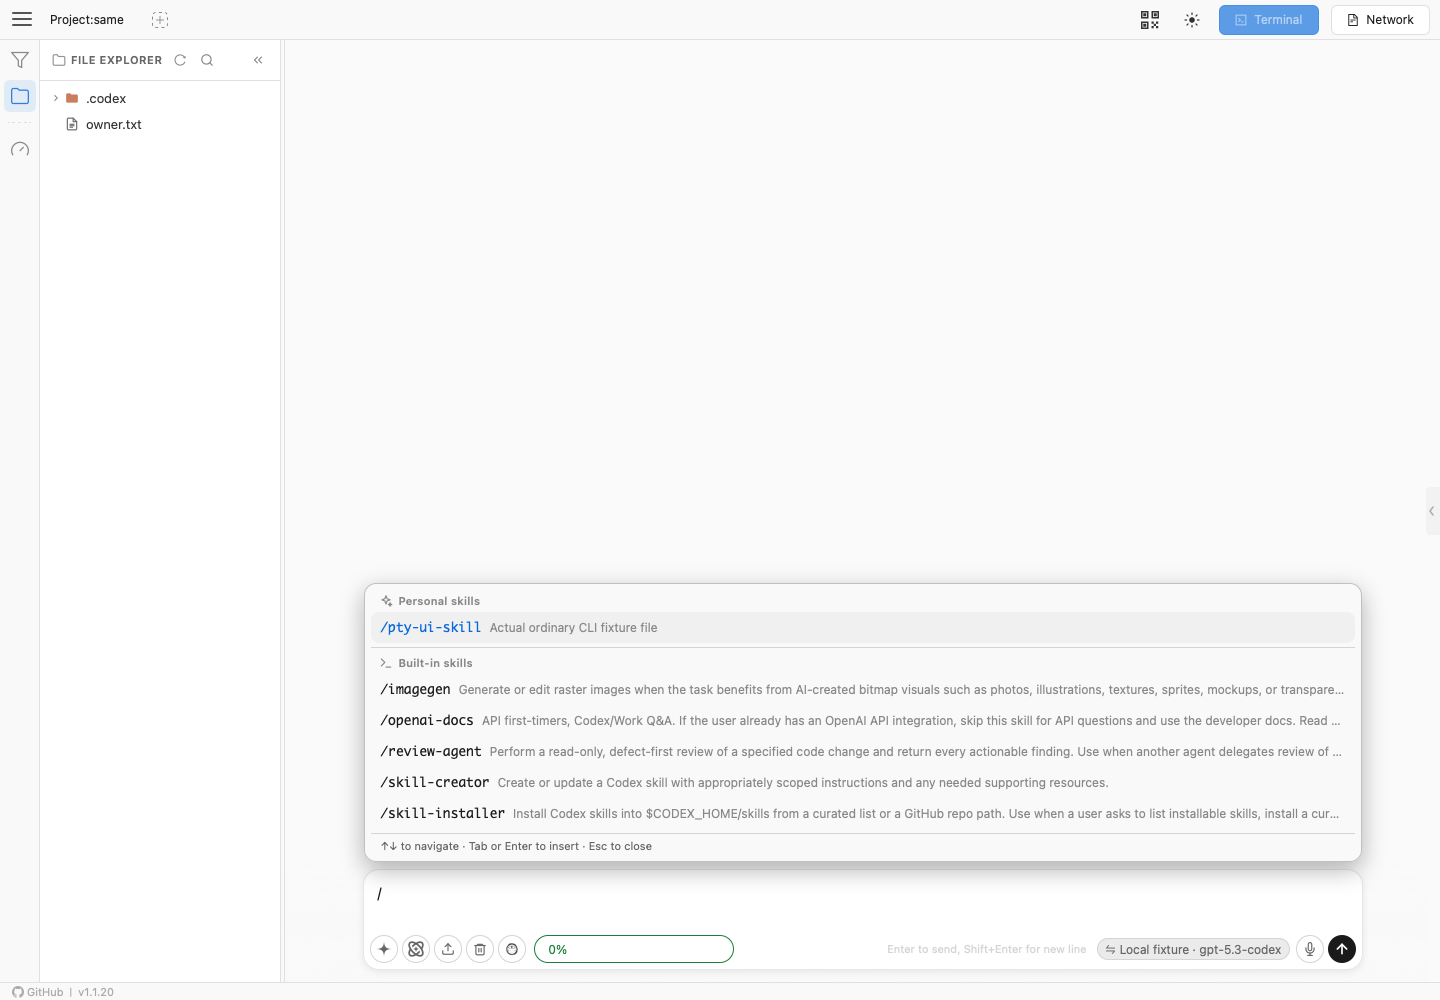 Project:same
Terminal
Network
FILE EXPLORER
.codex
owner.txt
Personal skills
/pty-ui-skill Actual ordinary CLI fixture file
Built-in skills
/imagegen Generate or edit raster images when the task benefits from AI-created bitmap visuals such as photos, illustrations, textures, sprites, mockups, or transpare...
/openai-docs API first-timers, Codex/Work Q&A. If the user already has an OpenAI API integration, skip this skill for API questions and use the developer docs. Read ...
/review-agent Perform a read-only, defect-first review of a specified code change and return every actionable finding. Use when another agent delegates review of ...
/skill-creator Create or update a Codex skill with appropriately scoped instructions and any needed supporting resources.
/skill-installer Install Codex skills into $CODEX_HOME/skills from a curated list or a GitHub repo path. Use when a user asks to list installable skills, install a cur...
↑↓ to navigate · Tab or Enter to insert · Esc to close
/
0%
Enter to send, Shift+Enter for new line
Local fixture · gpt-5.3-codex
GitHub | v1.1.20